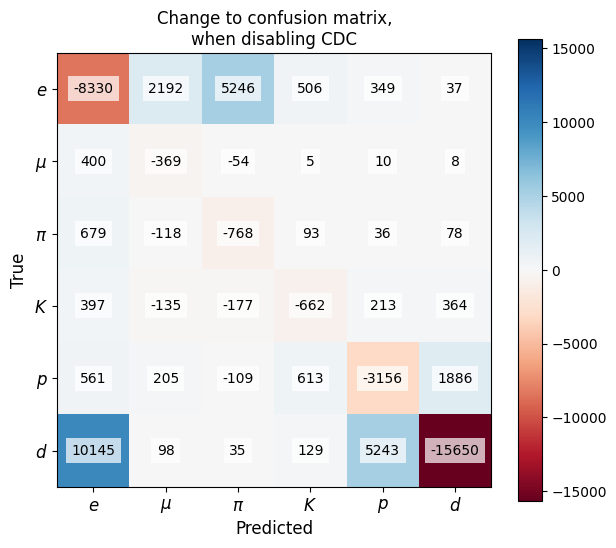 Change to confusion matrix,
when disabling CDC
True
e -8330 2192 5246 506 349 37
μ 400 -369 -54 5 10 8
π 679 -118 -768 93 36 78
K 397 -135 -177 -662 213 364
p 561 205 -109 613 -3156 1886
d 10145 98 35 129 5243 -15650
e μ π K p d
Predicted
15000
10000
5000
0
−5000
−10000
−15000